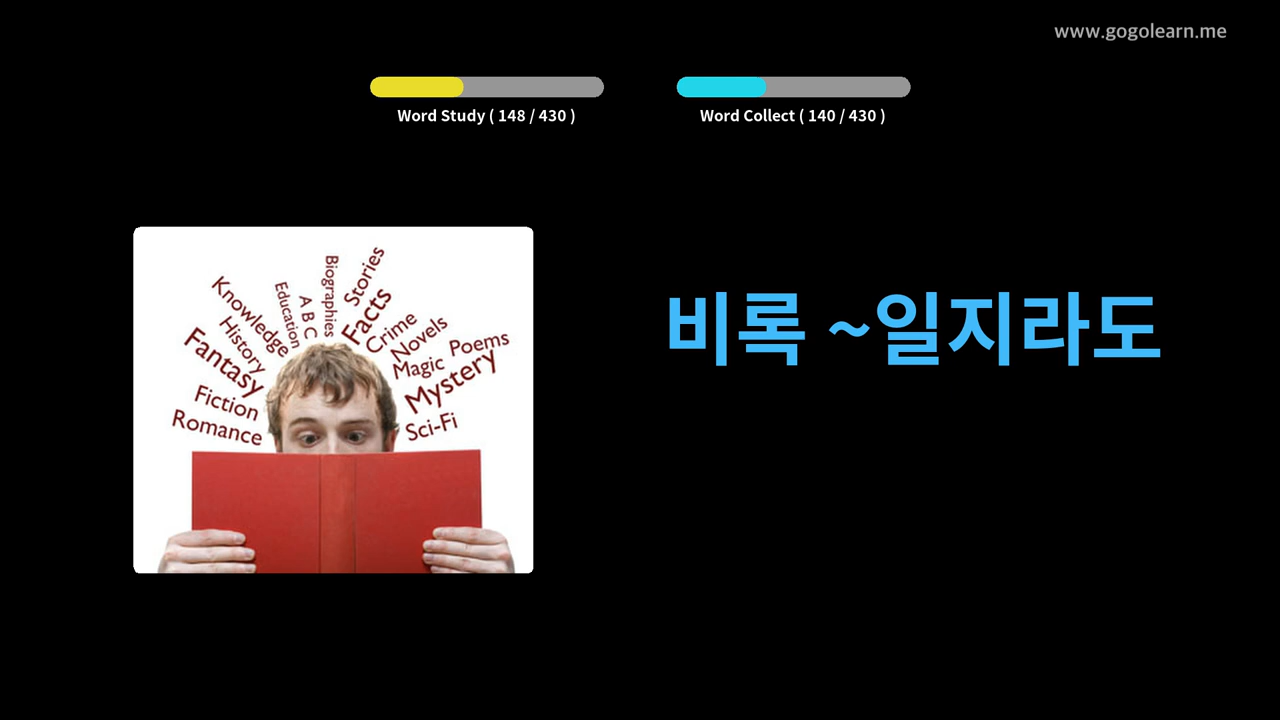 www.gogolearn.me
Word Study ( 148 / 430 )
Word Collect ( 140 / 430 )
비록 ~일지라도
Knowledge
History
Fantasy
Fiction
Romance
Education
A B C
Biographies
Stories
Facts
Crime
Novels
Magic
Poems
Mystery
Sci-Fi